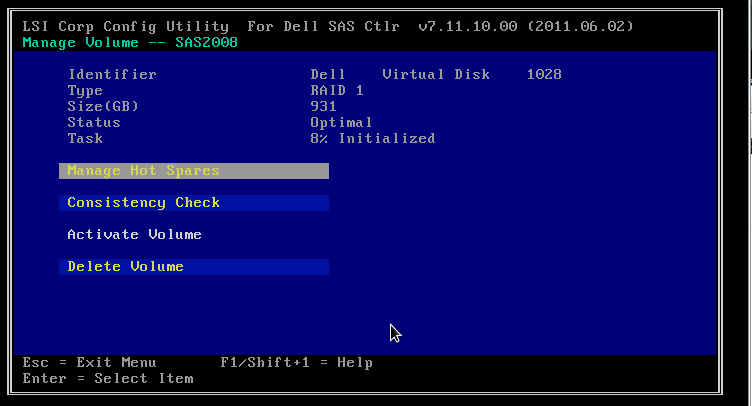 LSI Corp Config Utility  For Dell SAS Ctlr  v7.11.10.00 (2011.06.02)
Manage Volume -- SAS2008
Identifier Dell Virtual Disk 1028
Type RAID 1
Size(GB) 931
Status Optimal
Task 8% Initialized
Manage Hot Spares
Consistency Check
Activate Volume
Delete Volume
Esc = Exit Menu F1/Shift+1 = Help
Enter = Select Item